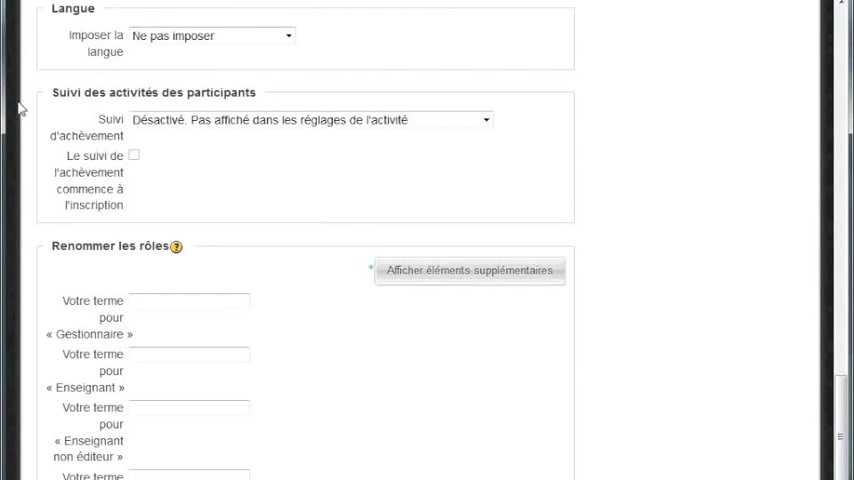 Langue
Imposer la Ne pas imposer
langue
Suivi des activités des participants
Suivi Désactivé. Pas affiché dans les réglages de l'activité
d'achèvement
Le suivi de
l'achèvement
commence à
l'inscription
Renommer les rôles
* Afficher éléments supplémentaires
Votre terme
pour
« Gestionnaire »
Votre terme
pour
« Enseignant »
Votre terme
pour
« Enseignant
non éditeur »
Votre terme